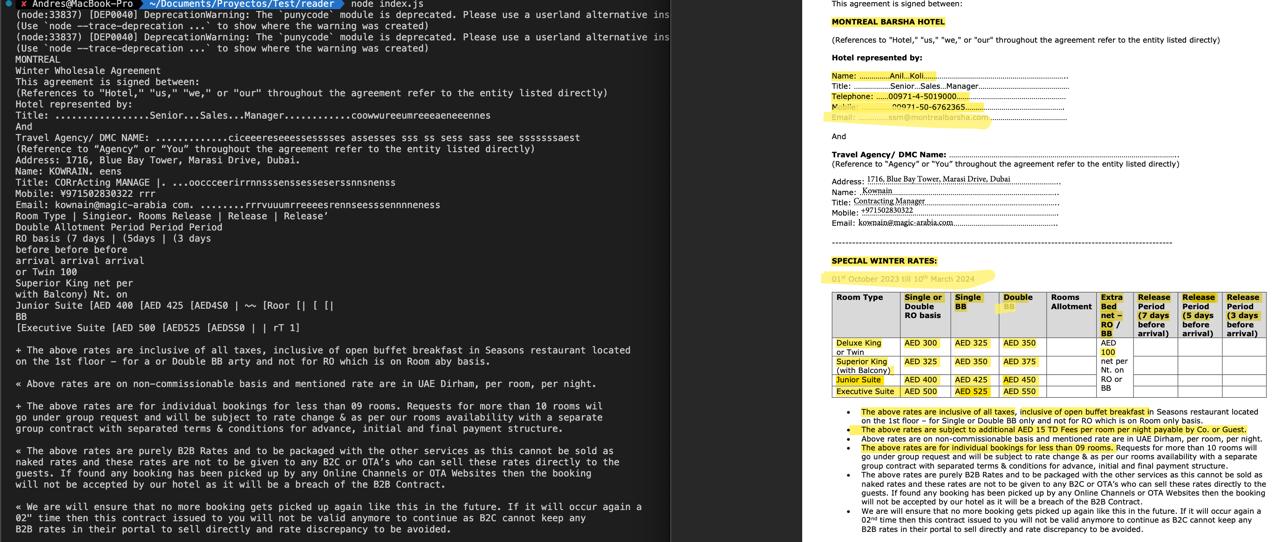 Andres@MacBook-Pro ~/Documents/Proyectos/Test/reader node index.js
(node:33837) [DEP0040] DeprecationWarning: The `punycode` module is deprecated. Please use a userland alternative ins
(Use `node --trace-deprecation ...` to show where the warning was created)
(node:33837) [DEP0040] DeprecationWarning: The `punycode` module is deprecated. Please use a userland alternative ins
(Use `node --trace-deprecation ...` to show where the warning was created)
MONTREAL
Winter Wholesale Agreement
This agreement is signed between:
(References to "Hotel," "us," "we," or "our" throughout the agreement refer to the entity listed directly)
Hotel represented by:
Title: ................Senior...Sales...Manager............coowwureeumreeeaeneeennes
And
Travel Agency/ DMC NAME: ............ciceeereseeessesssses assesses sss ss sess sass see sssssssaest
(Reference to “Agency” or “You” throughout the agreement refer to the entity listed directly)
Address: 1716, Blue Bay Tower, Marasi Drive, Dubai.
Name: KOWRAIN. eens
Title: CORrActing MANAGE |. ...ooccceerirrnnsssenssessesersssnnsnenss
Mobile: ¥971502830322 rrr
Email: kownain@magic-arabia com. ........rrrvuuumrreeeesrennseesssennnneness
Room Type | Singieor. Rooms Release | Release | Release’
Double Allotment Period Period Period
RO basis (7 days | (5days | (3 days
before before before
arrival arrival arrival
or Twin 100
Superior King net per
with Balcony) Nt. on
Junior Suite [AED 400 [AED 425 [AED4S0 | ~~ [Roor [| [ [|
BB
[Executive Suite [AED 500 [AED525 [AEDSS0 | | rT 1]
+ The above rates are inclusive of all taxes, inclusive of open buffet breakfast in Seasons restaurant located
on the 1st floor – for a or Double BB arty and not for RO which is on Room aby basis.
« Above rates are on non-commissionable basis and mentioned rate are in UAE Dirham, per room, per night.
+ The above rates are for individual bookings for less than 09 rooms. Requests for more than 10 rooms wil
go under group request and will be subject to rate change & as per our rooms availability with a separate
group contract with separated terms & conditions for advance, initial and final payment structure.
« The above rates are purely B2B Rates and to be packaged with the other services as this cannot be sold as
naked rates and these rates are not to be given to any B2C or OTA’s who can sell these rates directly to the
guests. If found any booking has been picked up by any Online Channels or OTA Websites then the booking
will not be accepted by our hotel as it will be a breach of the B2B Contract.
« We are will ensure that no more booking gets picked up again like this in the future. If it will occur again a
02" time then this contract issued to you will not be valid anymore to continue as B2C cannot keep any
B2B rates in their portal to sell directly and rate discrepancy to be avoided.
This agreement is signed between:
MONTREAL BARSHA HOTEL
(References to "Hotel," "us," "we," or "our" throughout the agreement refer to the entity listed directly)
Hotel represented by:
Name: ..............Anil...Koli....
Title: ................Senior...Sales...Manager
Telephone: ......00971-4-5019000
Mobile: .........00971-50-6762365
Email: ............ssm@montrealbarsha.com
And
Travel Agency/ DMC Name:
(Reference to “Agency” or “You” throughout the agreement refer to the entity listed directly)
Address: 1716, Blue Bay Tower, Marasi Drive, Dubai
Name: Kownain
Title: Contracting Manager
Mobile: +971502830322
Email: kownain@magic-arabia.com
SPECIAL WINTER RATES:
01st October 2023 till 10th March 2024
Room Type Single or Double RO basis Single BB Double BB Rooms Allotment Extra Bed net – RO / BB Release Period (7 days before arrival) Release Period (5 days before arrival) Release Period (3 days before arrival)
Deluxe King or Twin AED 300 AED 325 AED 350 AED 100 net per Nt. on RO or BB
Superior King (with Balcony) AED 325 AED 350 AED 375
Junior Suite AED 400 AED 425 AED 450
Executive Suite AED 500 AED 525 AED 550
• The above rates are inclusive of all taxes, inclusive of open buffet breakfast in Seasons restaurant located
on the 1st floor – for Single or Double BB only and not for RO which is on Room only basis.
• The above rates are subject to additional AED 15 TD Fees per room per night payable by Co. or Guest.
• Above rates are on non-commissionable basis and mentioned rate are in UAE Dirham, per room, per night.
• The above rates are for individual bookings for less than 09 rooms. Requests for more than 10 rooms will
go under group request and will be subject to rate change & as per our rooms availability with a separate
group contract with separated terms & conditions for advance, initial and final payment structure.
• The above rates are purely B2B Rates and to be packaged with the other services as this cannot be sold as
naked rates and these rates are not to be given to any B2C or OTA’s who can sell these rates directly to the
guests. If found any booking has been picked up by any Online Channels or OTA Websites then the booking
will not be accepted by our hotel as it will be a breach of the B2B Contract.
• We are will ensure that no more booking gets picked up again like this in the future. If it will occur again a
02nd time then this contract issued to you will not be valid anymore to continue as B2C cannot keep any
B2B rates in their portal to sell directly and rate discrepancy to be avoided.